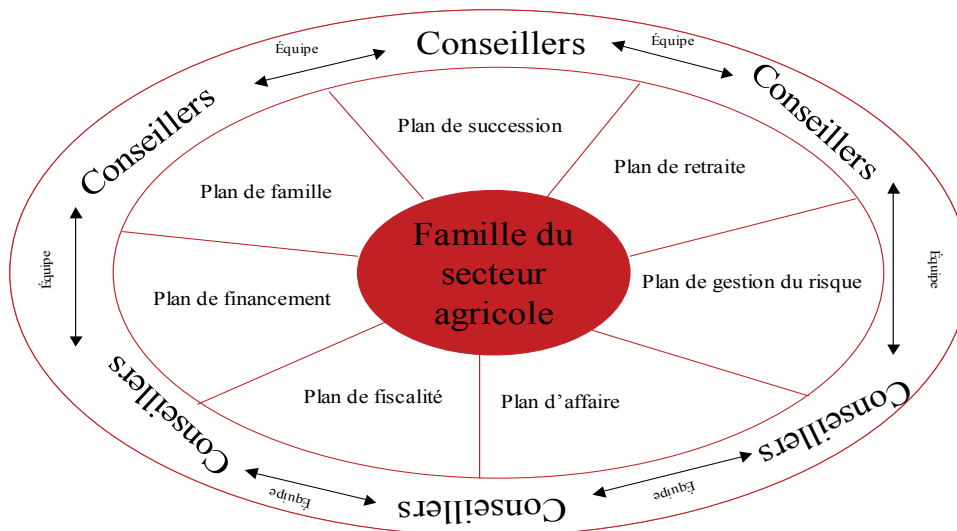 Conseillers
Équipe
Conseillers
Équipe
Conseillers
Équipe
Conseillers
Équipe
Conseillers
Équipe
Conseillers
Équipe
Plan de succession
Plan de retraite
Plan de gestion du risque
Plan d’affaire
Plan de fiscalité
Plan de financement
Plan de famille
Famille du
secteur
agricole